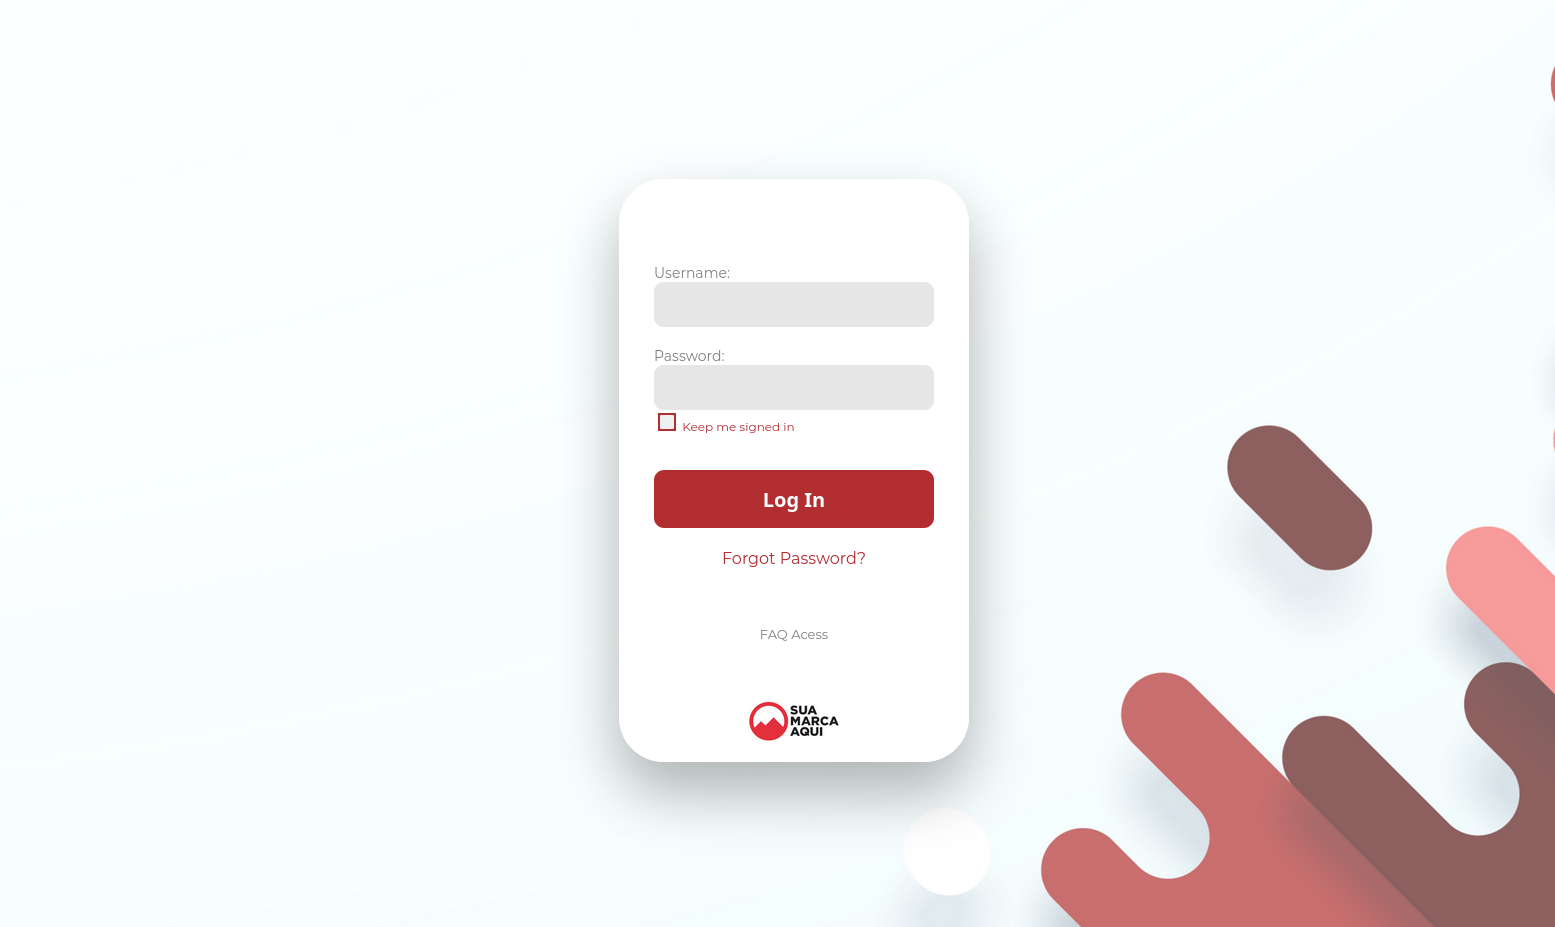 Username:
Password:
Keep me signed in
Log In
Forgot Password?
FAQ Acess
SUA
MARCA
AQUI